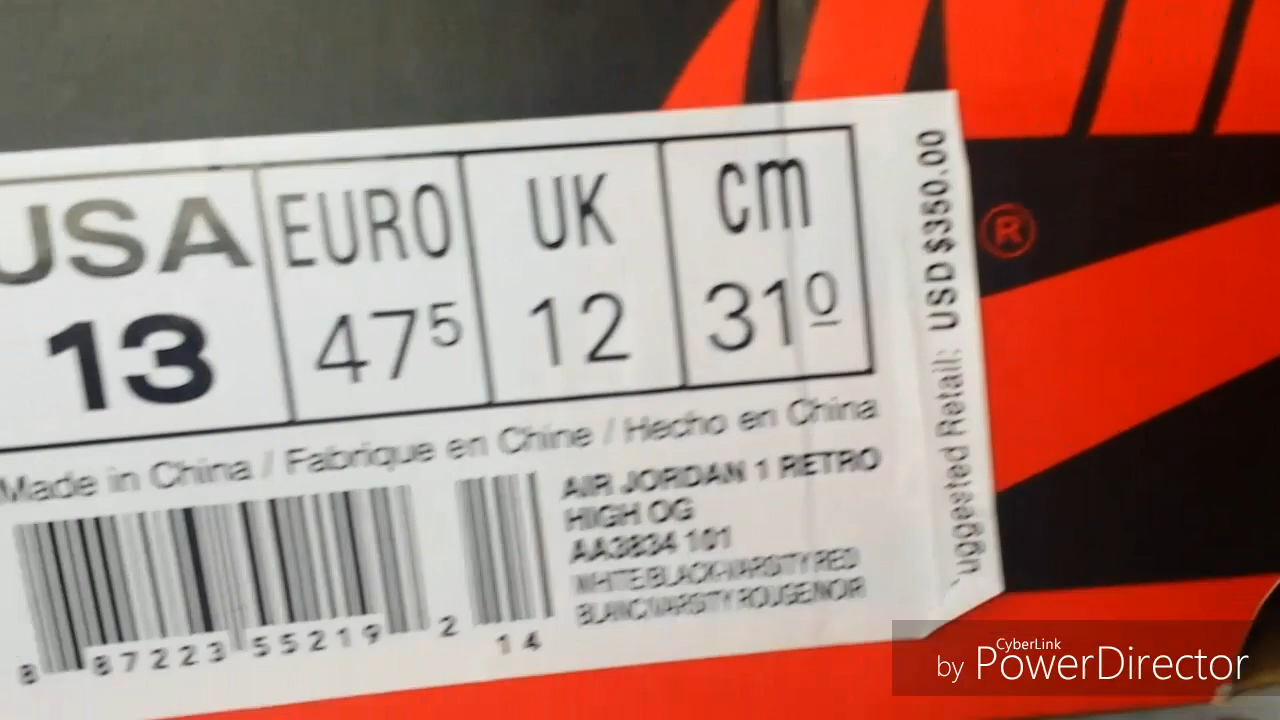 USA EURO UK cm
13 47⁵ 12 31⁰
Made in China / Fabrique en Chine / Hecho en China
AIR JORDAN 1 RETRO
HIGH OG
AA3834 101
WHITE/BLACK-VARSITY RED
BLANC/VARSITY ROUGE/NOIR
8 87223 55219 2
14
uggested Retail: USD $350.00
®
CyberLink
by PowerDirector